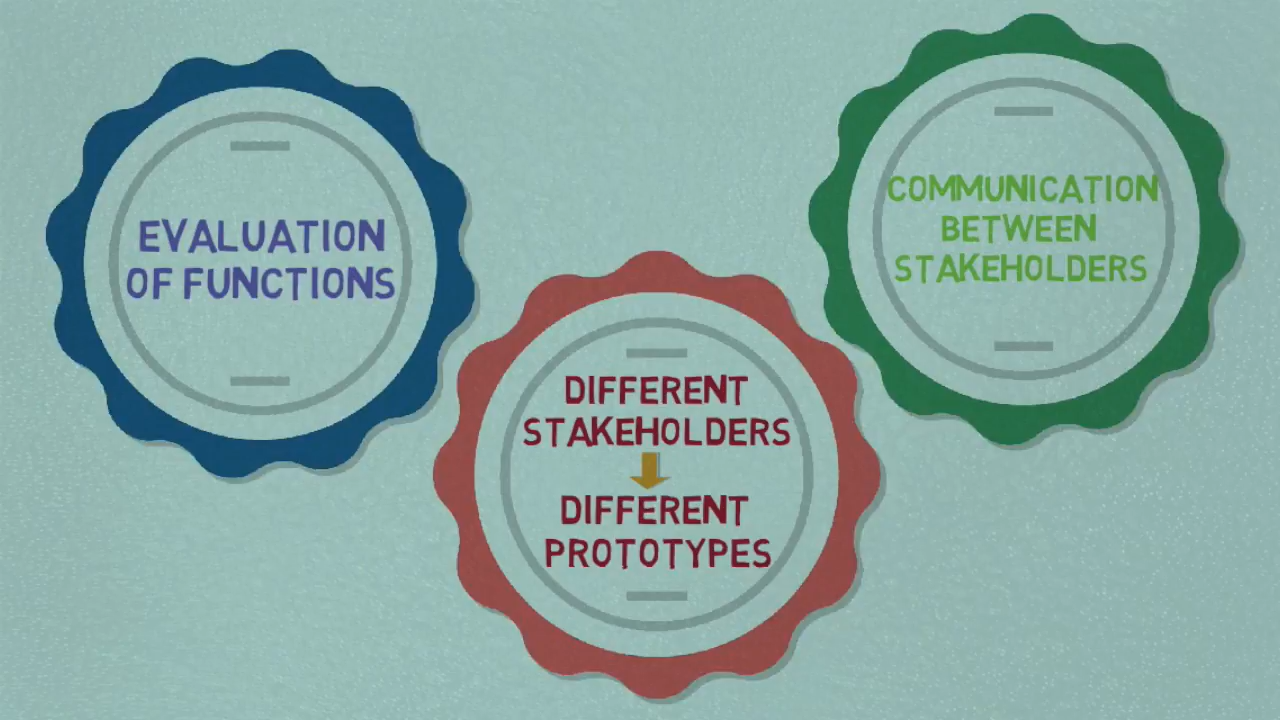 EVALUATION
OF FUNCTIONS
DIFFERENT
STAKEHOLDERS
DIFFERENT
PROTOTYPES
COMMUNICATION
BETWEEN
STAKEHOLDERS